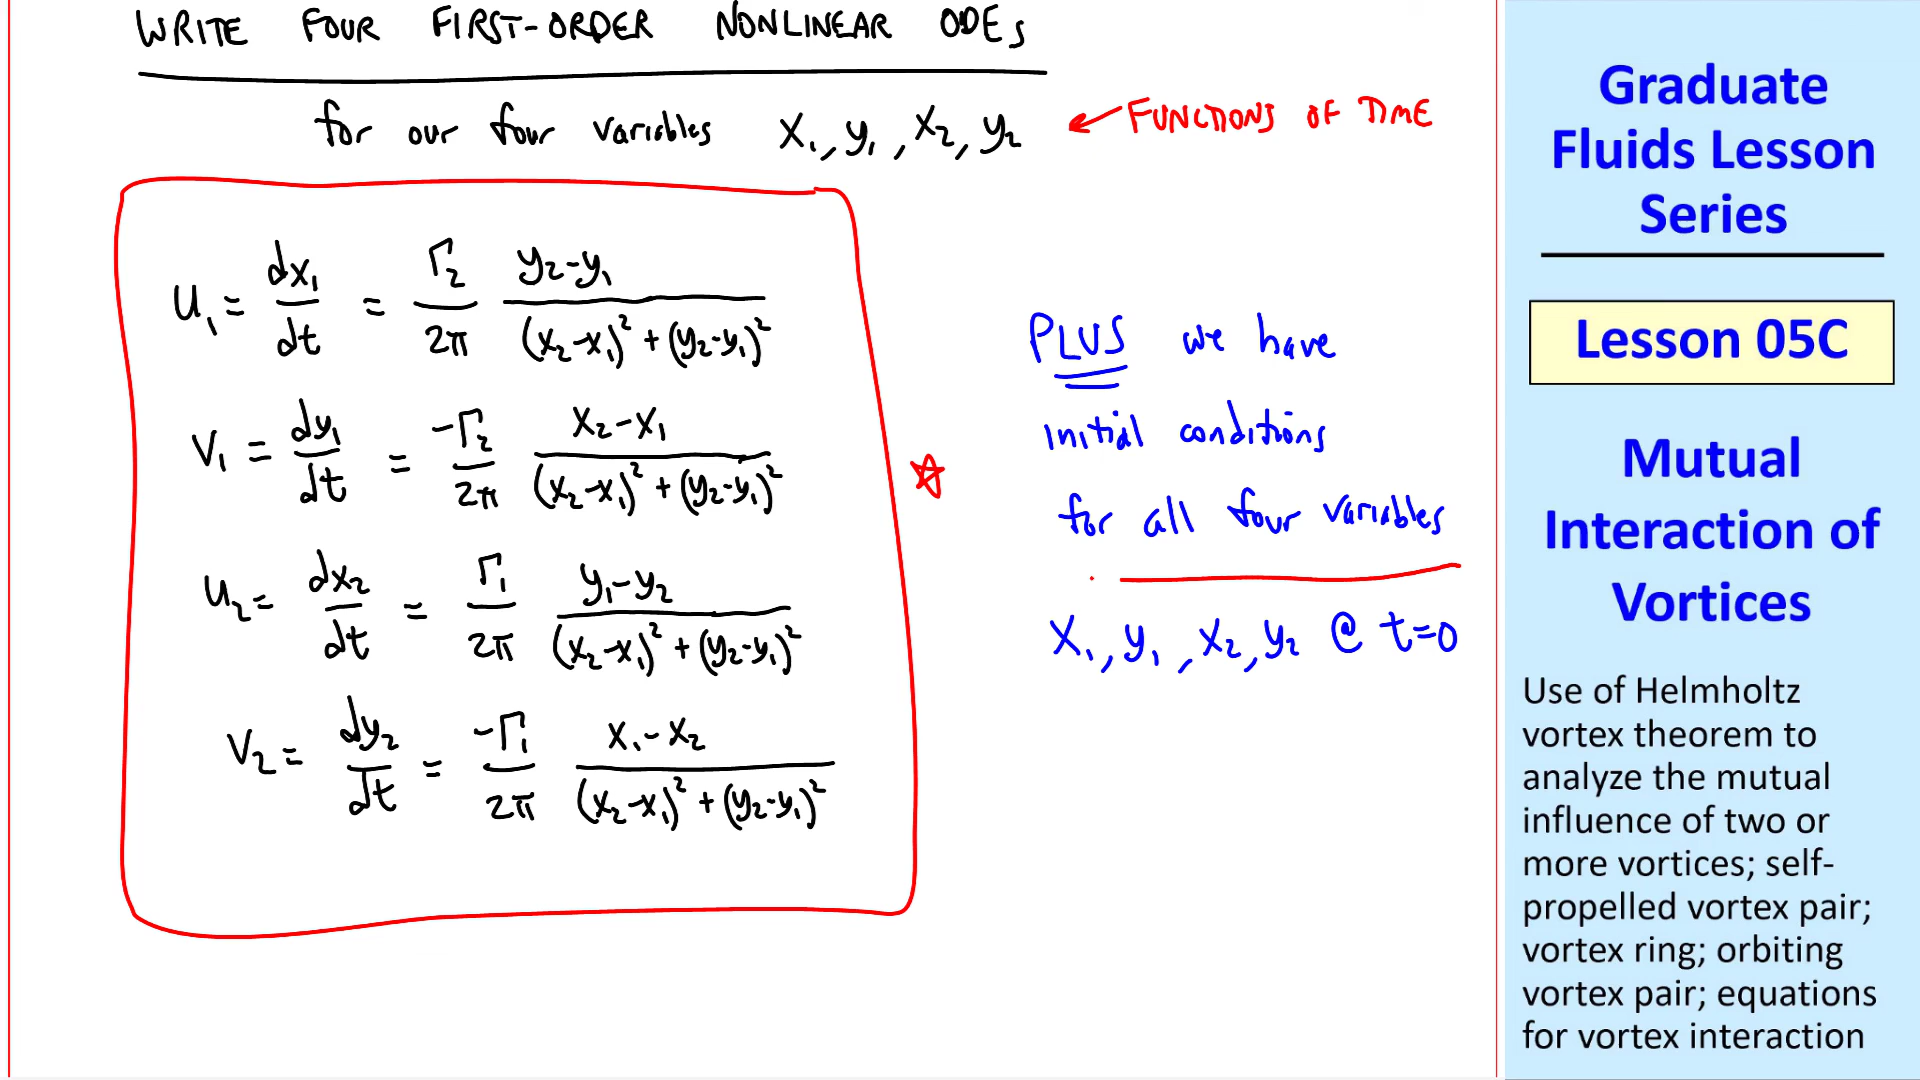 WRITE FOUR FIRST-ORDER NONLINEAR ODEs
for our four variables x₁, y₁, x₂, y₂ ← FUNCTIONS OF TIME
u₁ = dx₁/dt = Γ₂/2π (y₂-y₁)/((x₂-x₁)² + (y₂-y₁)²)
v₁ = dy₁/dt = -Γ₂/2π (x₂-x₁)/((x₂-x₁)² + (y₂-y₁)²)
u₂ = dx₂/dt = Γ₁/2π (y₁-y₂)/((x₂-x₁)² + (y₂-y₁)²)
v₂ = dy₂/dt = -Γ₁/2π (x₁-x₂)/((x₂-x₁)² + (y₂-y₁)²)
PLUS we have
initial conditions
for all four variables
x₁, y₁, x₂, y₂ @ t=0
Graduate
Fluids Lesson
Series
Lesson 05C
Mutual
Interaction of
Vortices
Use of Helmholtz
vortex theorem to
analyze the mutual
influence of two or
more vortices; self-
propelled vortex pair;
vortex ring; orbiting
vortex pair; equations
for vortex interaction